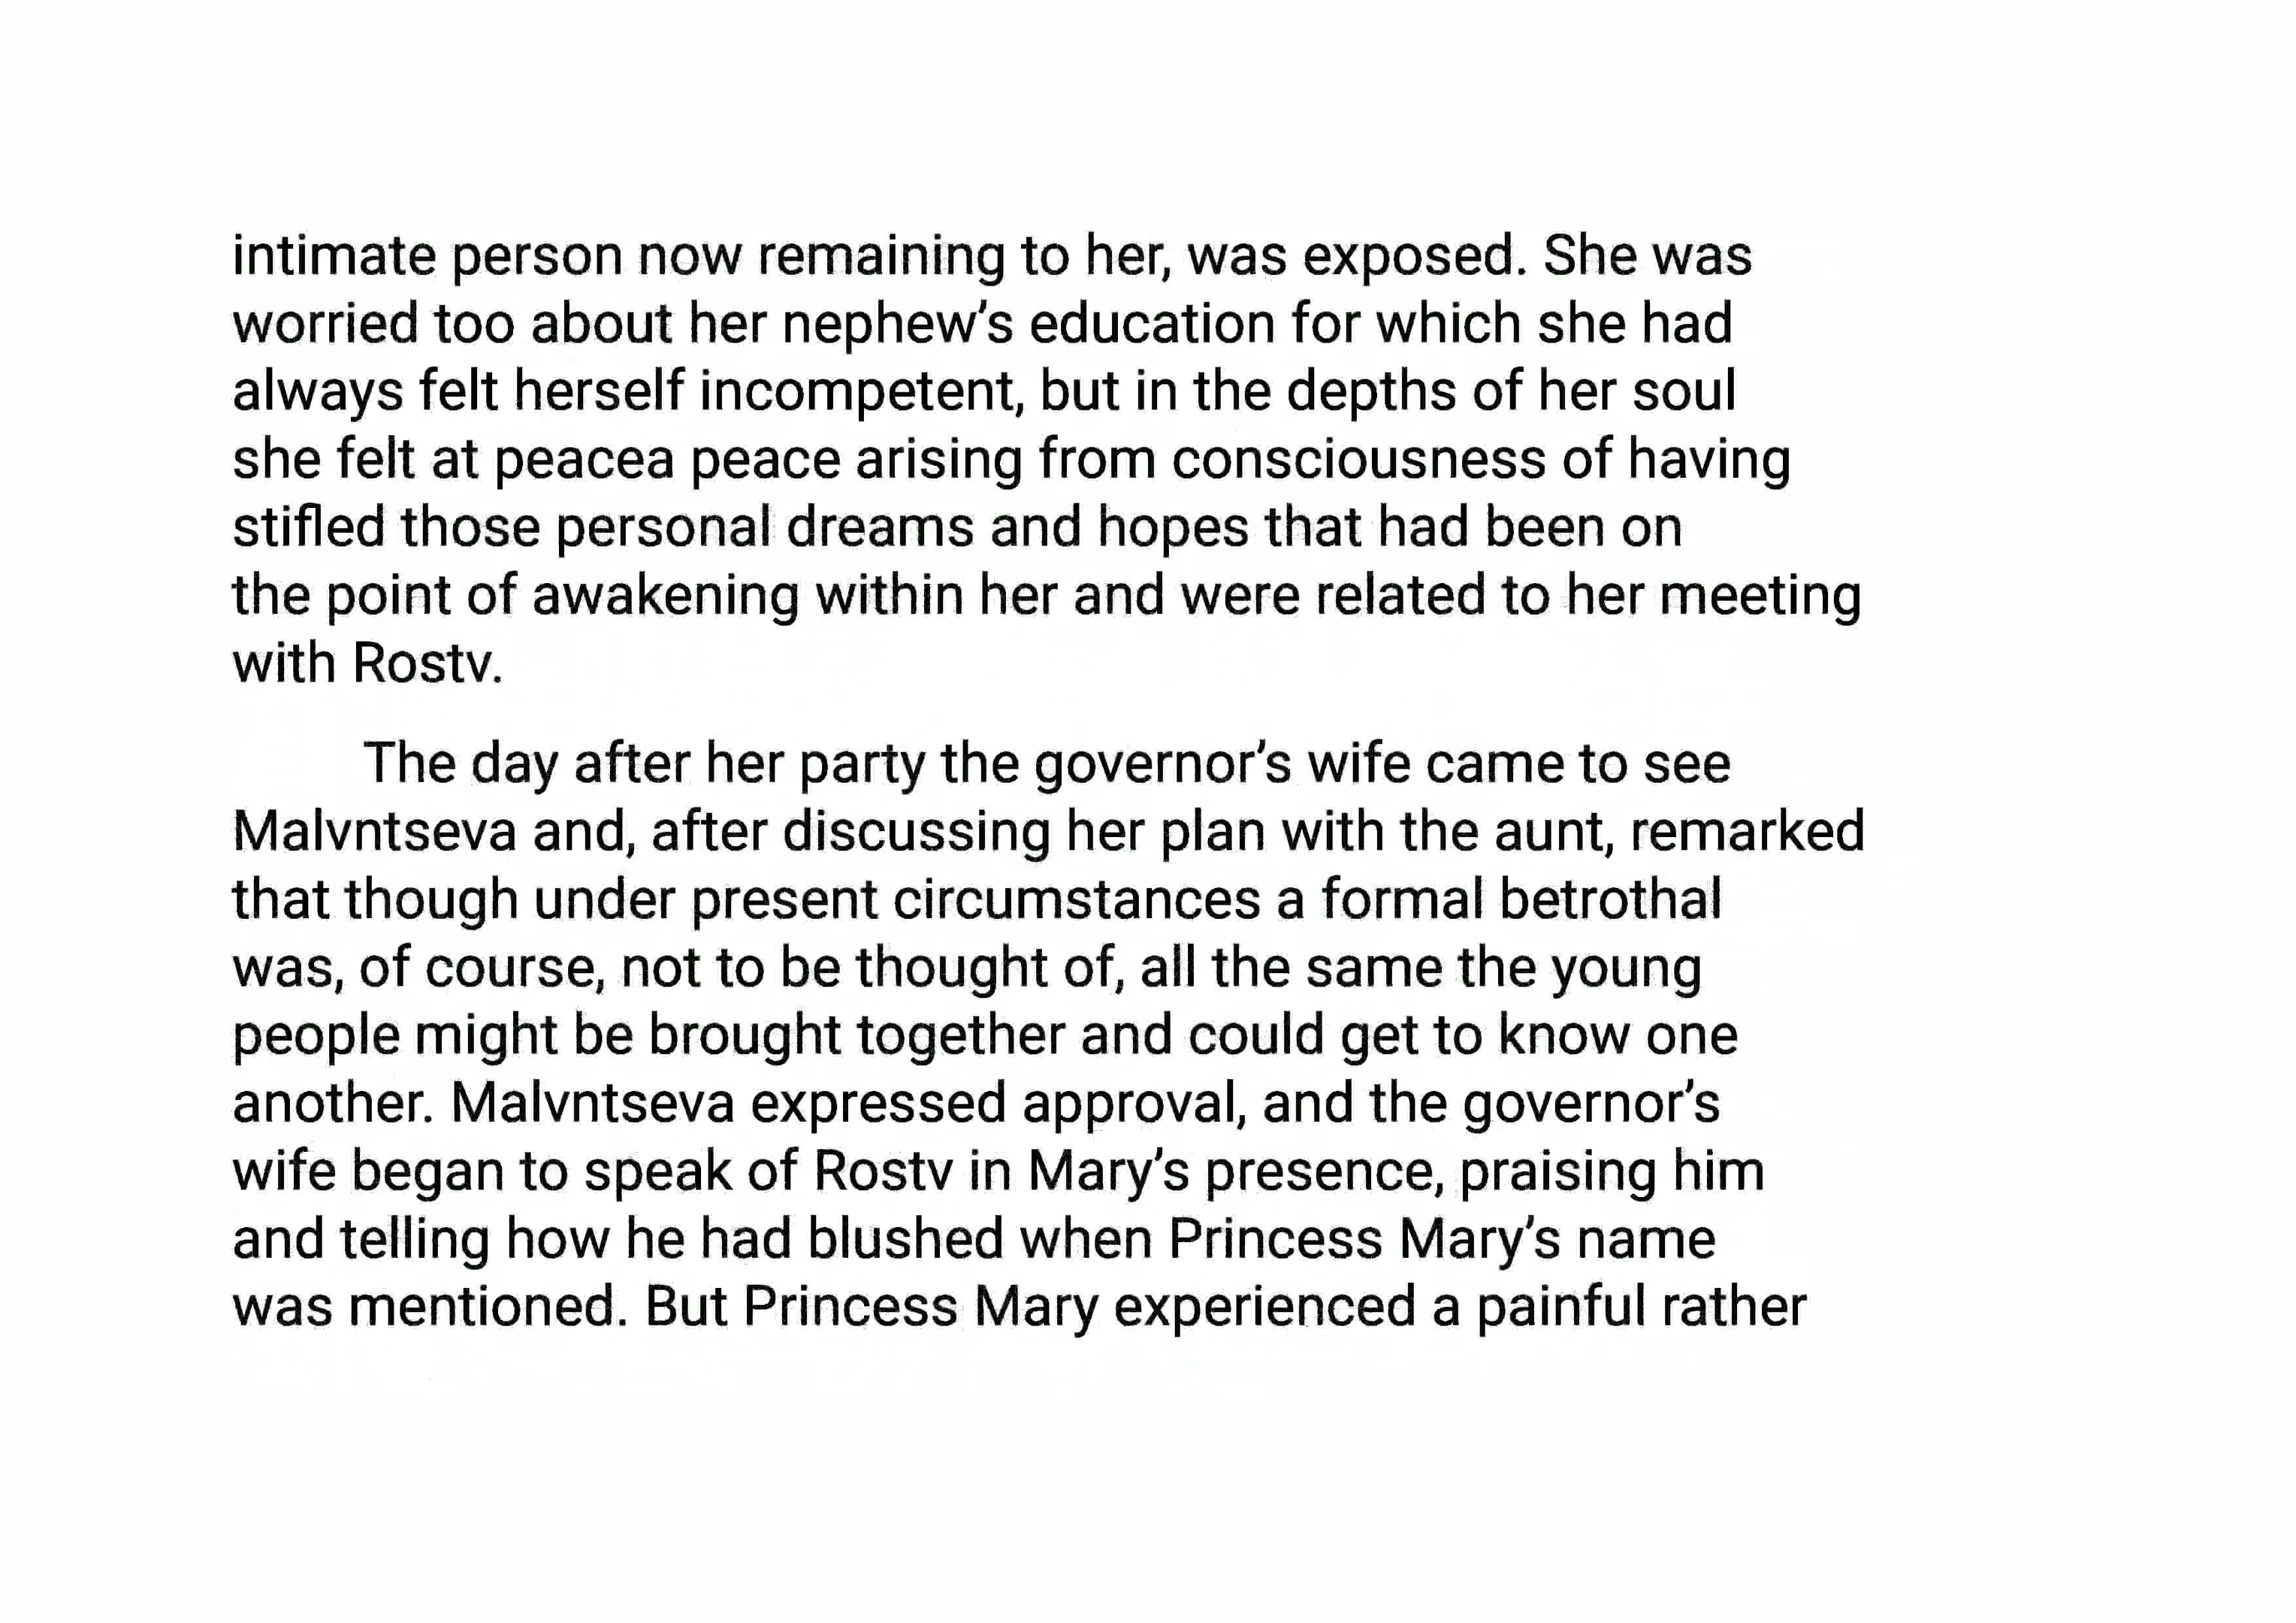 intimate person now remaining to her, was exposed. She was
worried too about her nephew’s education for which she had
always felt herself incompetent, but in the depths of her soul
she felt at peacea peace arising from consciousness of having
stifled those personal dreams and hopes that had been on
the point of awakening within her and were related to her meeting
with Rostv.
The day after her party the governor’s wife came to see
Malvntseva and, after discussing her plan with the aunt, remarked
that though under present circumstances a formal betrothal
was, of course, not to be thought of, all the same the young
people might be brought together and could get to know one
another. Malvntseva expressed approval, and the governor’s
wife began to speak of Rostv in Mary’s presence, praising him
and telling how he had blushed when Princess Mary’s name
was mentioned. But Princess Mary experienced a painful rather